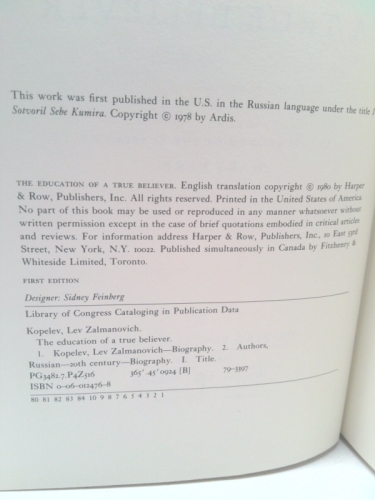 This work was first published in the U.S. in the Russian language under the title
Sotvoril Sebe Kumira. Copyright © 1978 by Ardis.
THE EDUCATION OF A TRUE BELIEVER. English translation copyright © 1980 by Harper
& Row, Publishers, Inc. All rights reserved. Printed in the United States of America
No part of this book may be used or reproduced in any manner whatsoever without
written permission except in the case of brief quotations embodied in critical articles
and reviews. For information address Harper & Row, Publishers, Inc., 10 East 53rd
Street, New York, N.Y. 10022. Published simultaneously in Canada by Fitzhenry &
Whiteside Limited, Toronto.
FIRST EDITION
Designer: Sidney Feinberg
Library of Congress Cataloging in Publication Data
Kopelev, Lev Zalmanovich.
The education of a true believer.
1. Kopelev, Lev Zalmanovich—Biography. 2. Authors,
Russian—20th century—Biography. I. Title.
PG3482.7.P4Z516 365'.45'0924 [B] 79-3397
ISBN 0-06-012476-8
80 81 82 83 84 10 9 8 7 6 5 4 3 2 1